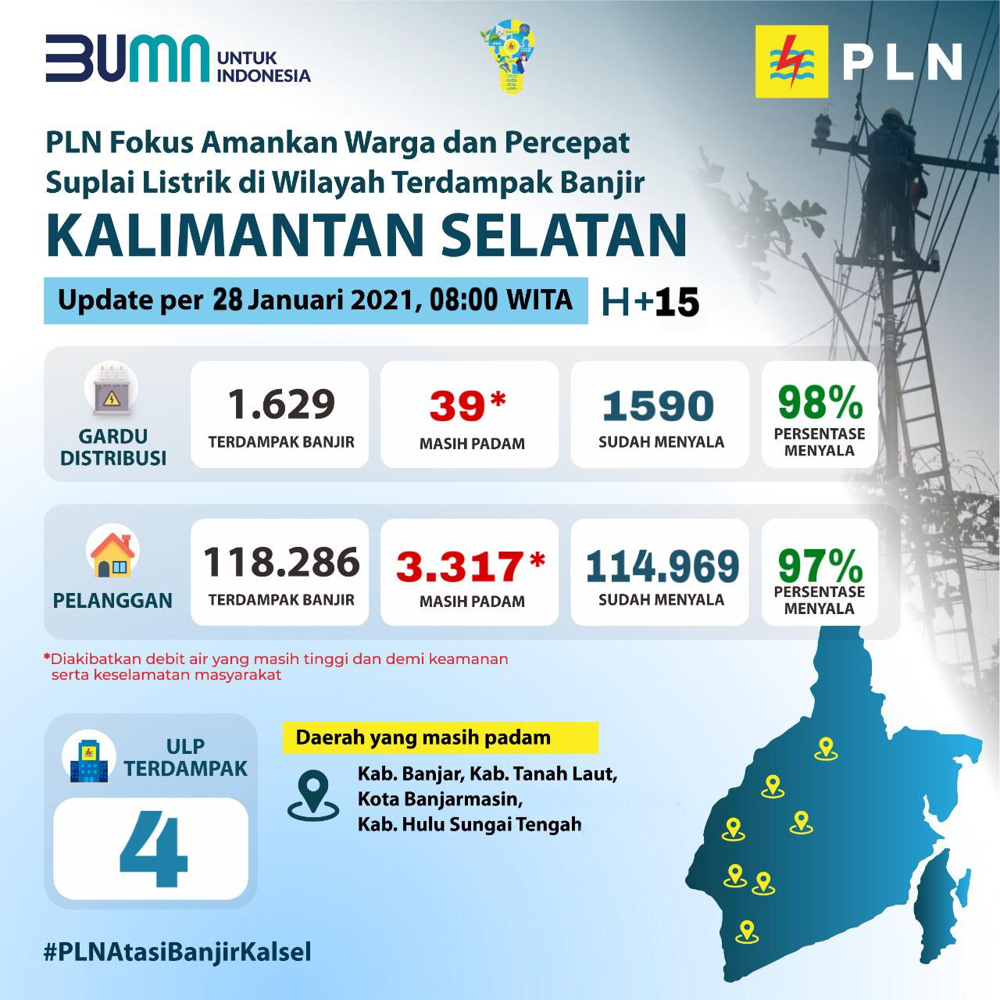 BUMN UNTUK
INDONESIA
PLN
PLN Fokus Amankan Warga dan Percepat
Suplai Listrik di Wilayah Terdampak Banjir
KALIMANTAN SELATAN
Update per 28 Januari 2021, 08:00 WITA H+15
GARDU
DISTRIBUSI
1.629
TERDAMPAK BANJIR
39*
MASIH PADAM
1590
SUDAH MENYALA
98%
PERSENTASE
MENYALA
PELANGGAN
118.286
TERDAMPAK BANJIR
3.317*
MASIH PADAM
114.969
SUDAH MENYALA
97%
PERSENTASE
MENYALA
*Diakibatkan debit air yang masih tinggi dan demi keamanan
serta keselamatan masyarakat
ULP
TERDAMPAK
4
Daerah yang masih padam
Kab. Banjar, Kab. Tanah Laut,
Kota Banjarmasin,
Kab. Hulu Sungai Tengah
#PLNAtasiBanjirKalsel